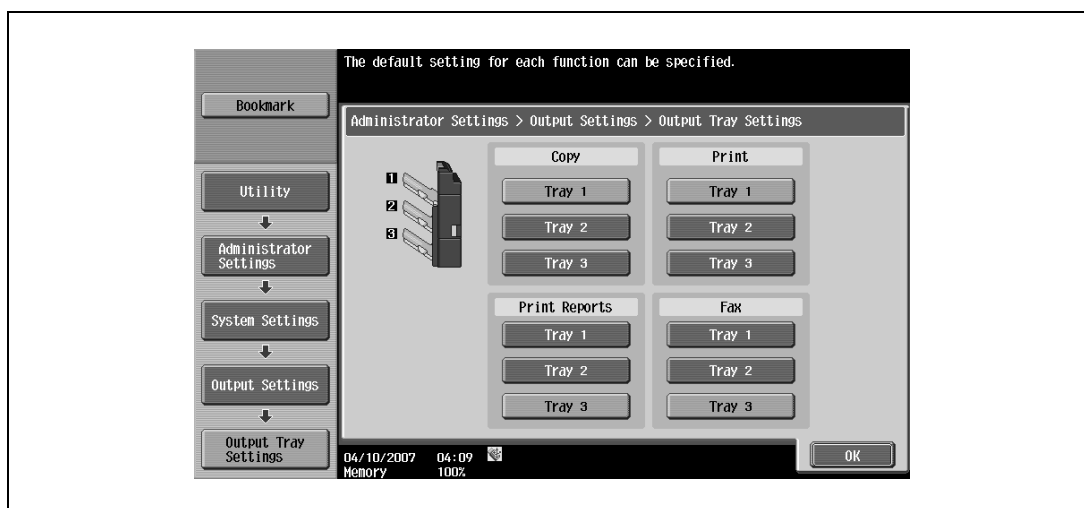 The default setting for each function can be specified.
Bookmark
Administrator Settings > Output Settings > Output Tray Settings
Utility
Administrator
Settings
System Settings
Output Settings
Output Tray
Settings
1
2
3
Copy
Tray 1
Tray 2
Tray 3
Print
Tray 1
Tray 2
Tray 3
Print Reports
Tray 1
Tray 2
Tray 3
Fax
Tray 1
Tray 2
Tray 3
04/10/2007 04:09
Memory 100%
OK